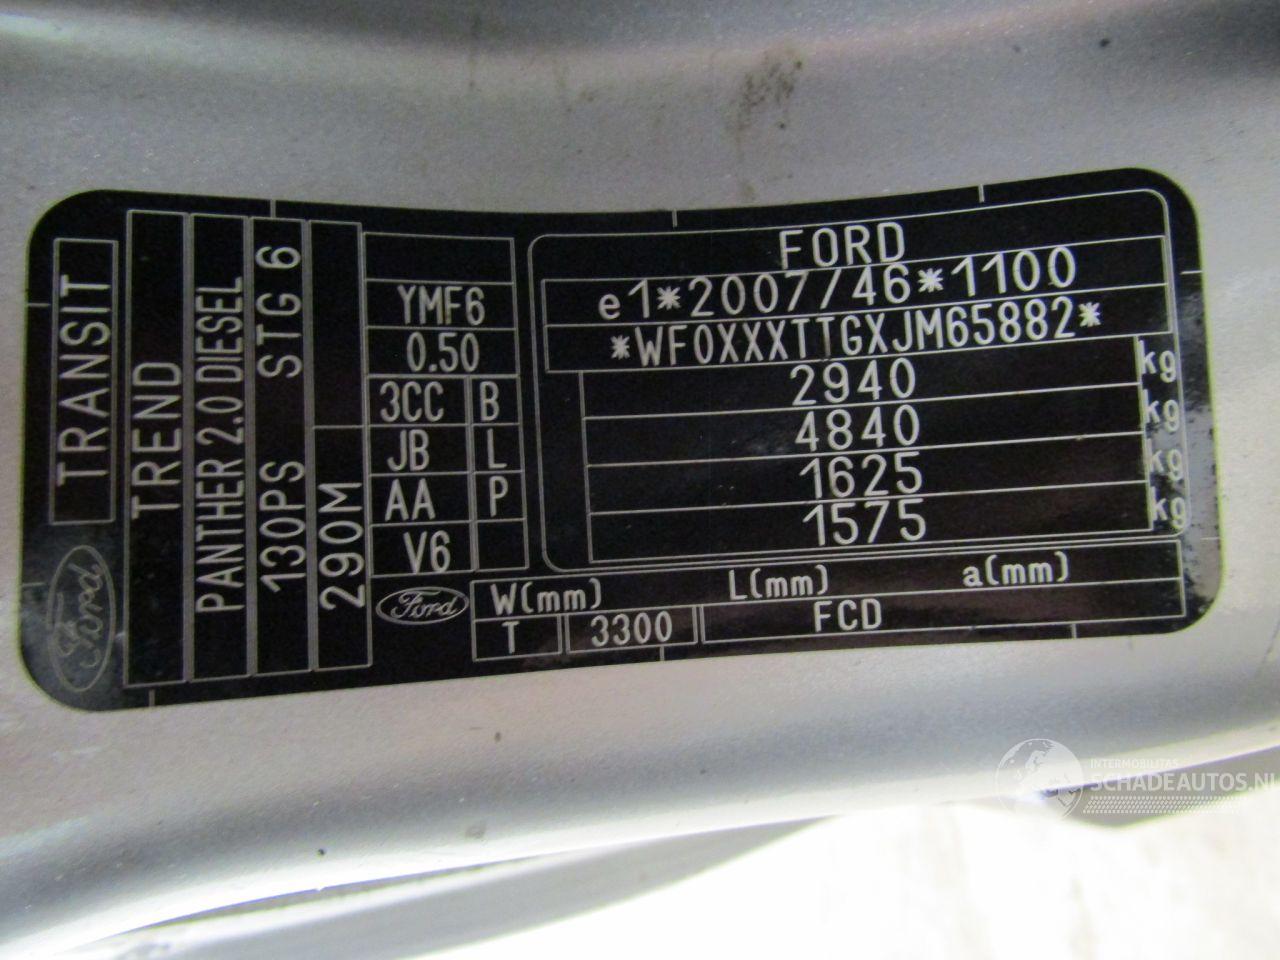 TRANSIT
Ford
TREND
PANTHER 2.0 DIESEL
130PS STG 6
290M
YMF6
0.50
3CC B
JB L
AA P
V6
Ford
FORD
e1*2007/46*1100
*WF0XXXTTGXJM65882*
2940 kg
4840 kg
1625 kg
1575 kg
W(mm) L(mm) a(mm)
T 3300 FCD
INTERMOBILITAS
SCHADEAUTOS.NL